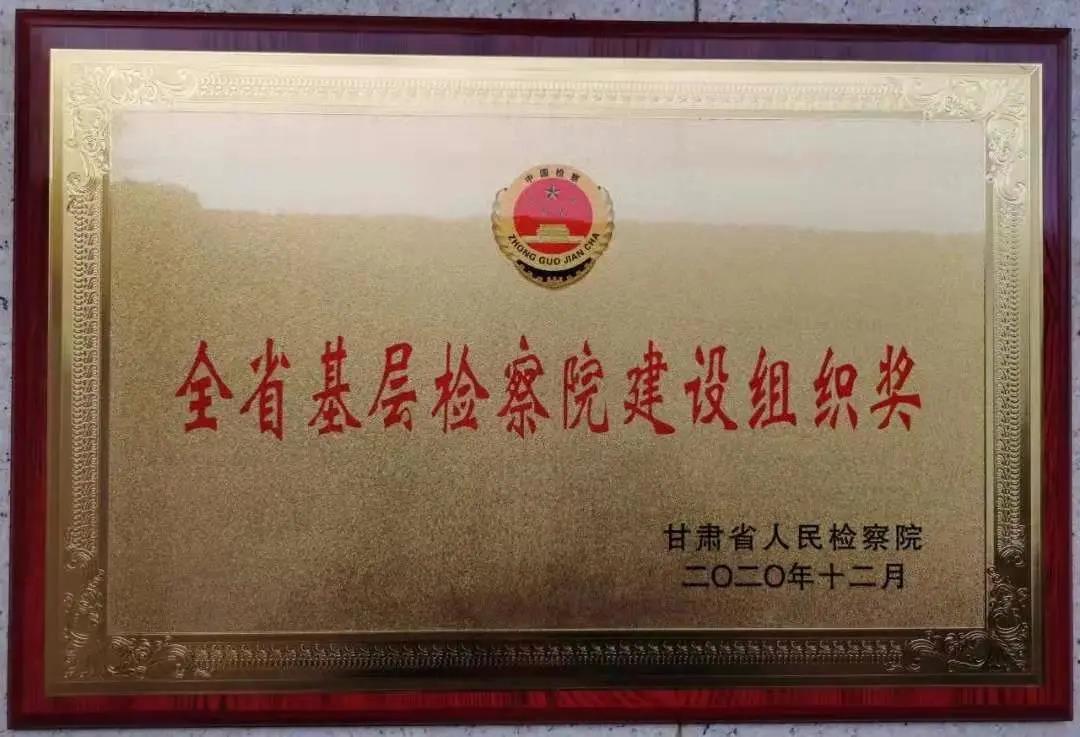 中国检察
ZHONG GUO JIAN CHA
全省基层检察院建设组织奖
甘肃省人民检察院
二〇二〇年十二月